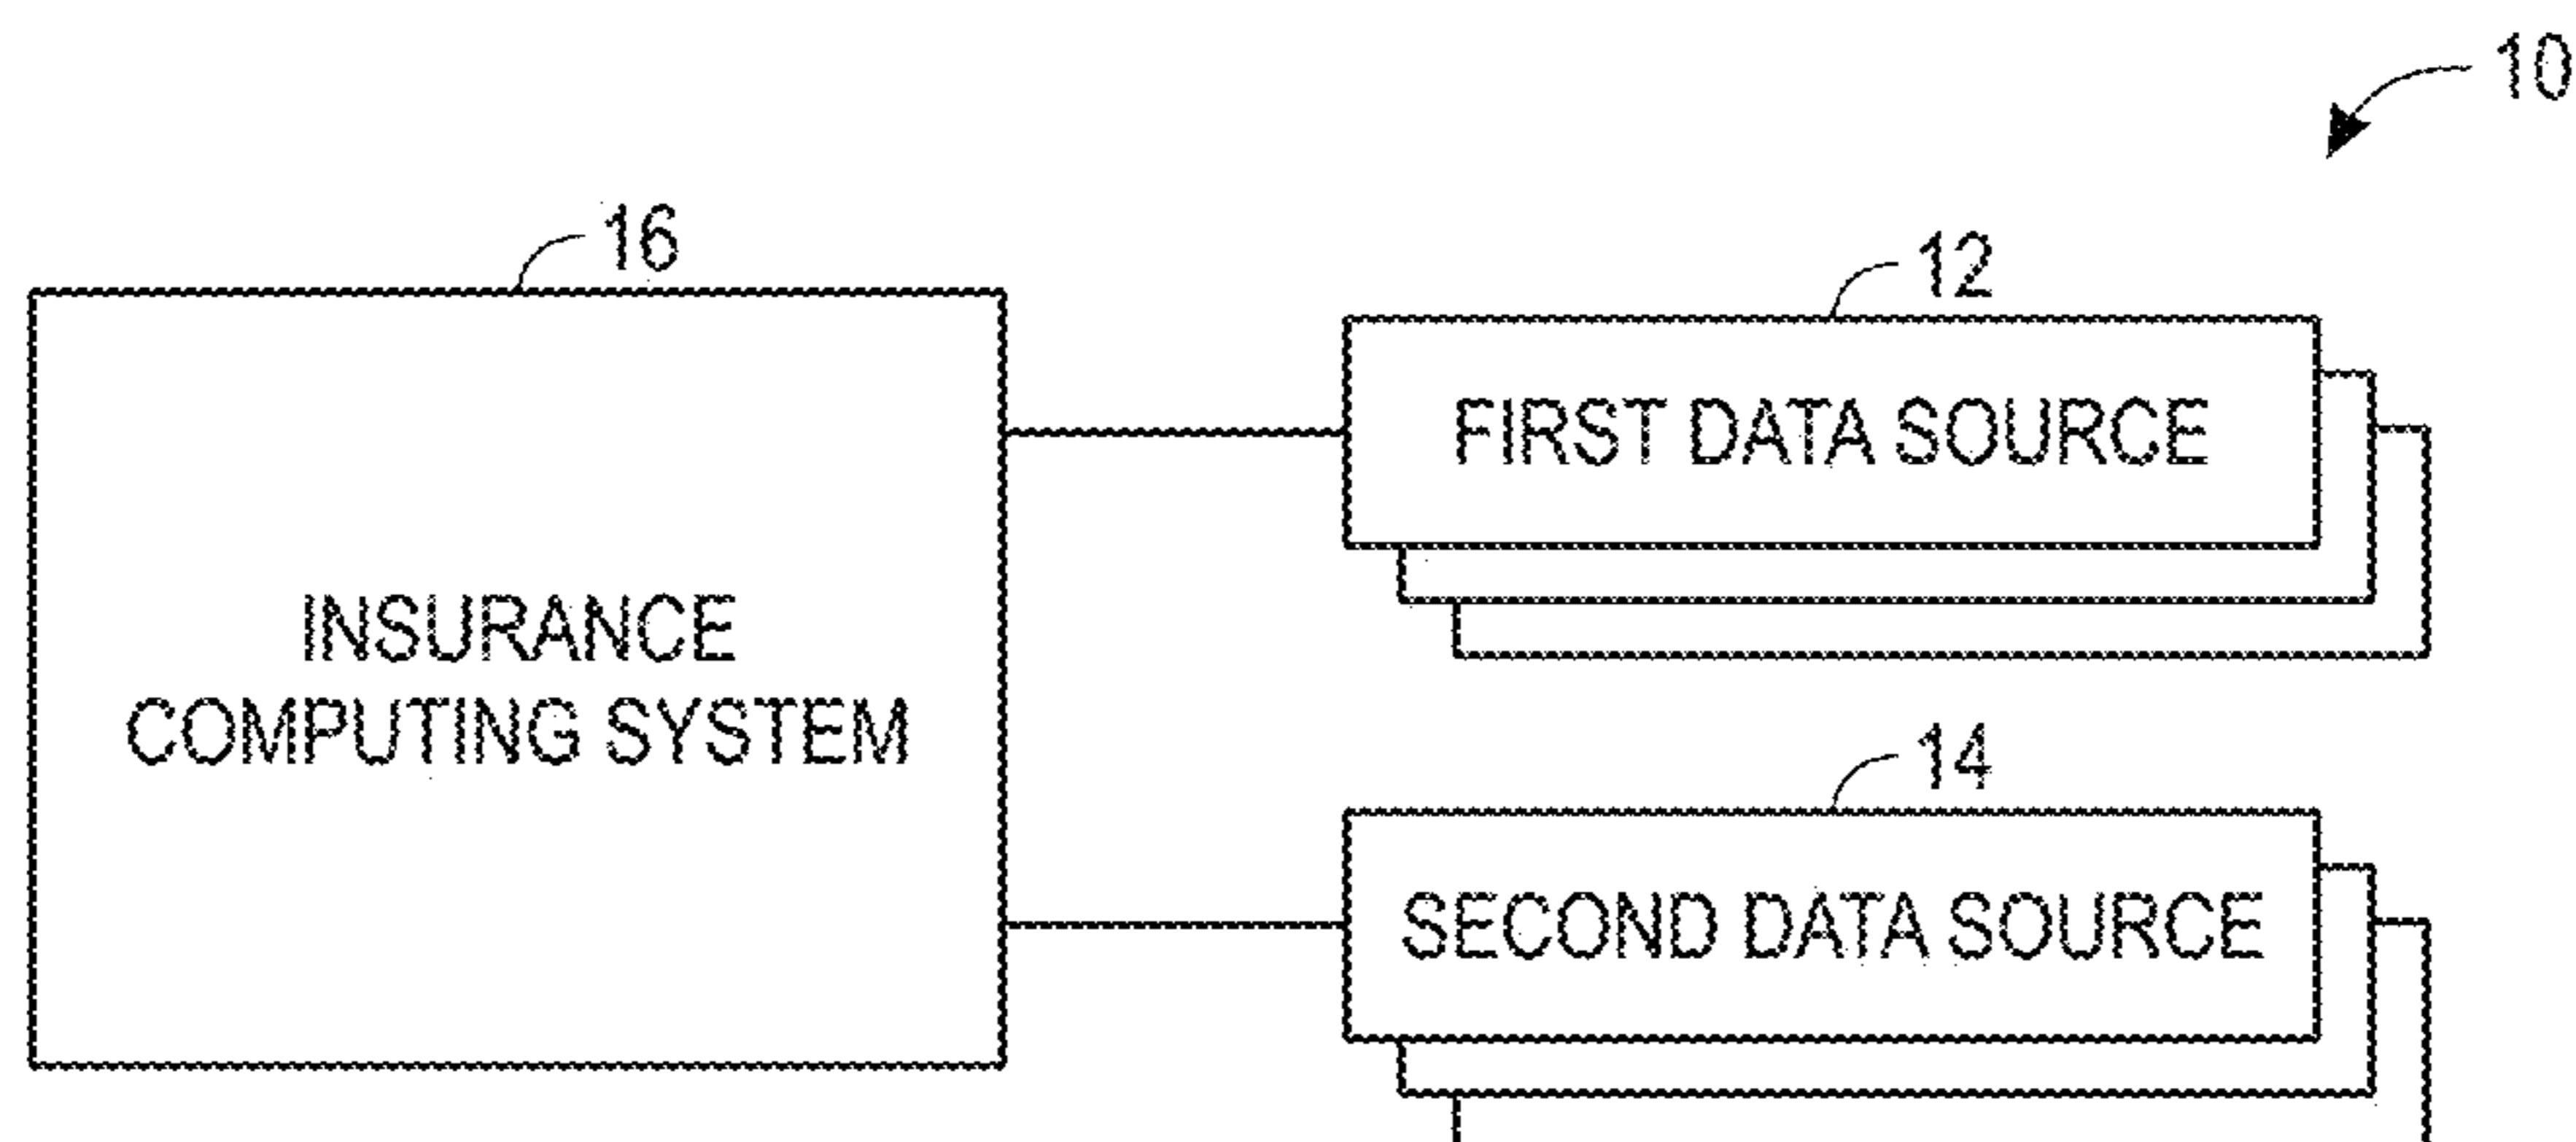 10
16
12
FIRST DATA SOURCE
INSURANCE
COMPUTING SYSTEM
14
SECOND DATA SOURCE